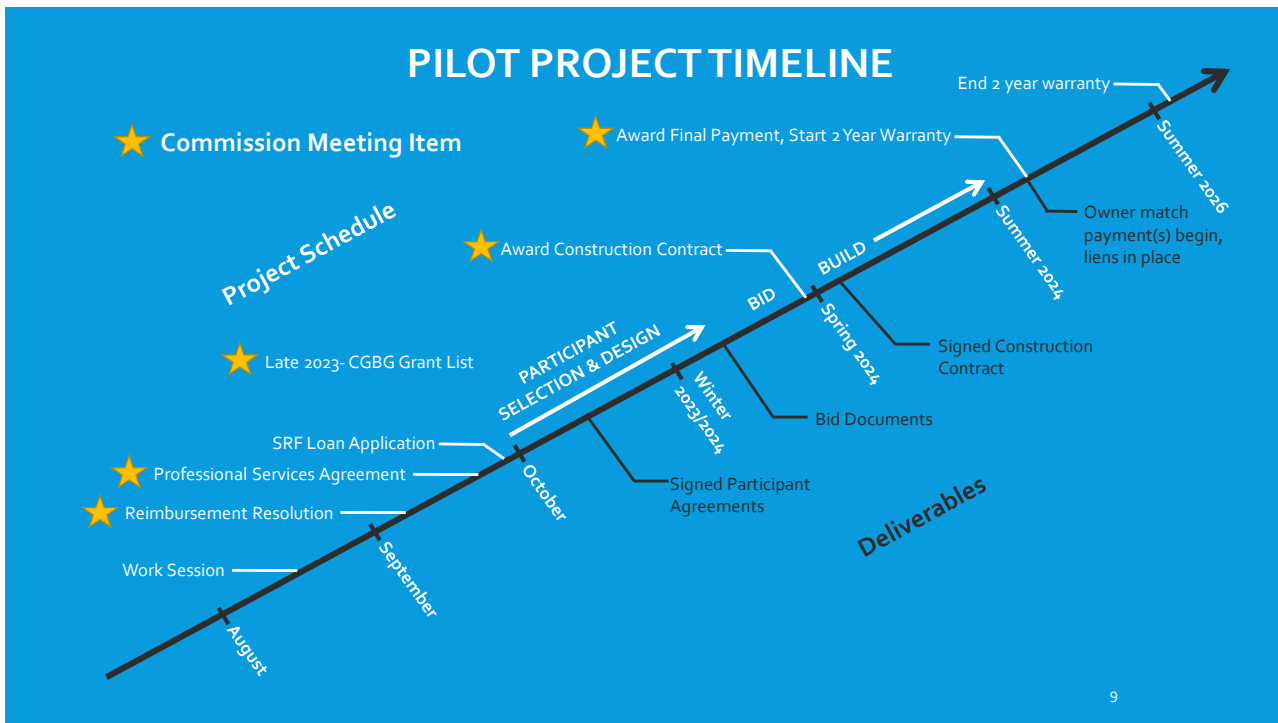 PILOT PROJECT TIMELINE
End 2 year warranty
Commission Meeting Item
Award Final Payment, Start 2 Year Warranty
Summer 2026
Project Schedule
Owner match
payment(s) begin,
liens in place
Award Construction Contract
BUILD
Summer 2024
BID
Spring 2024
Signed Construction
Contract
Late 2023- CGBG Grant List
PARTICIPANT
SELECTION & DESIGN
Winter
2023/2024
Bid Documents
SRF Loan Application
Professional Services Agreement
October
Signed Participant
Agreements
Deliverables
Reimbursement Resolution
September
Work Session
August
9